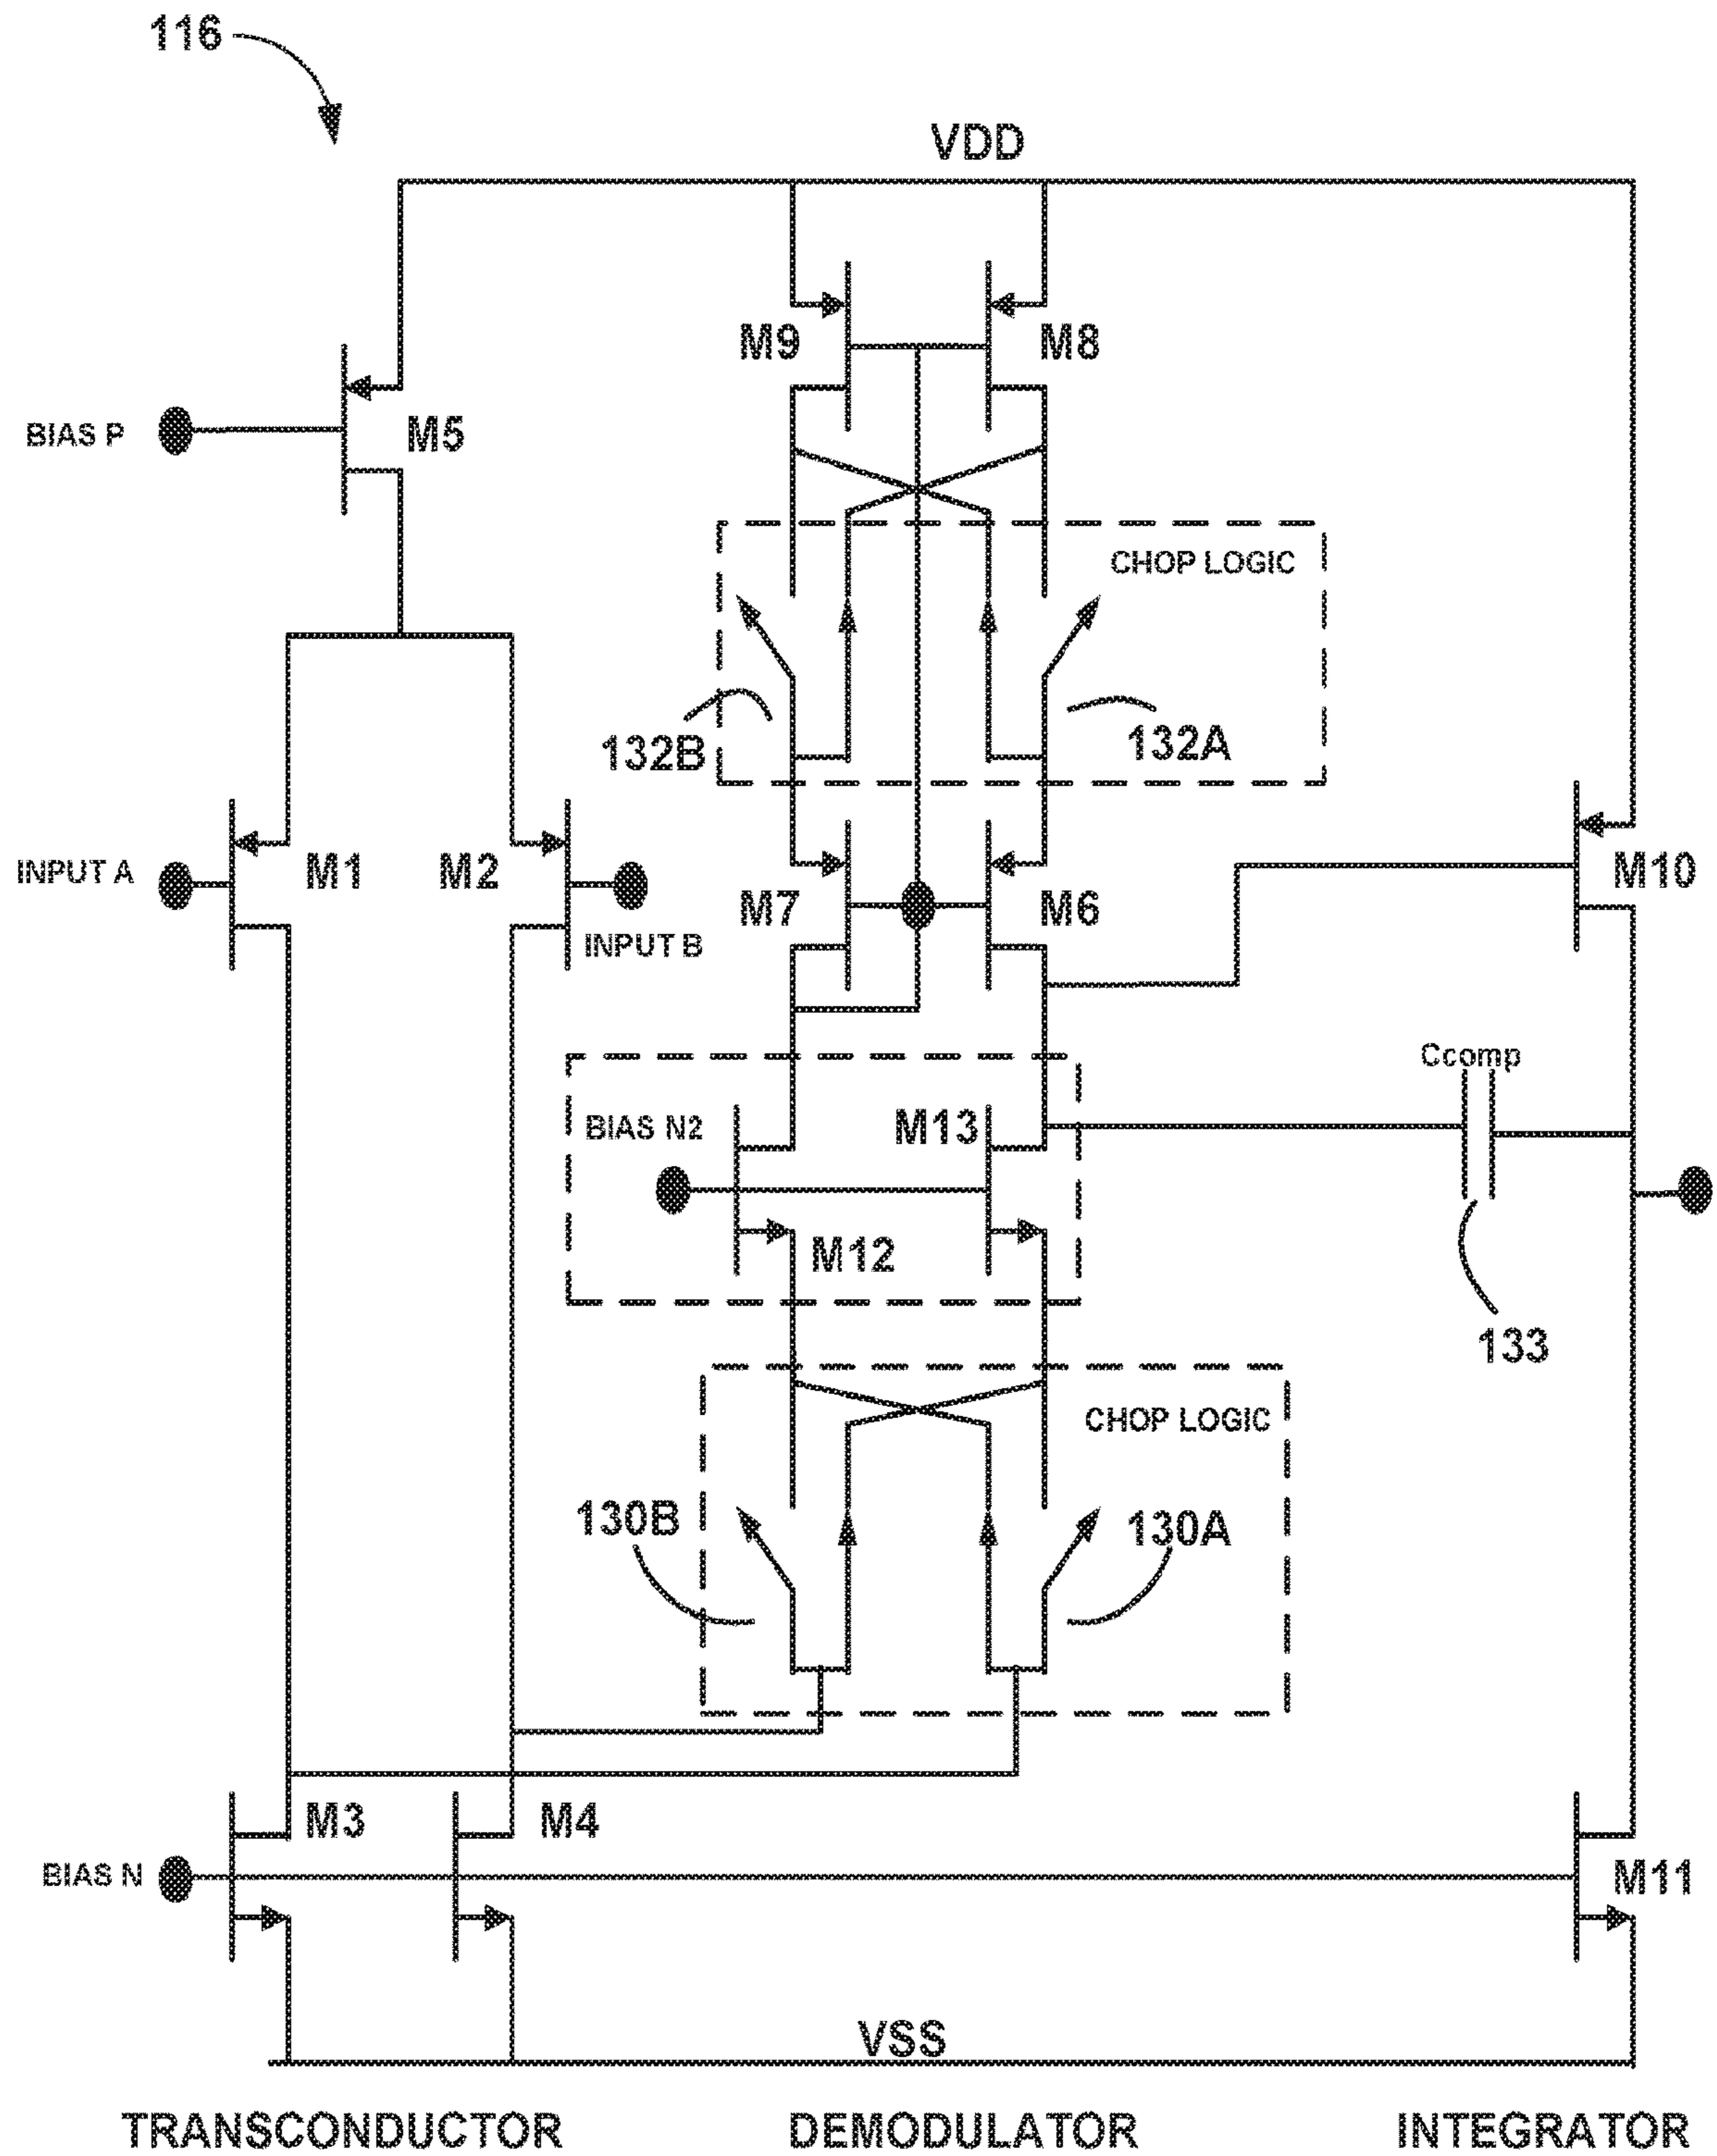 116
VDD
M9
M8
BIAS P
M5
CHOP LOGIC
132B
132A
INPUT A
M1
M2
M7
M6
M10
INPUT B
Ccomp
BIAS N2
M13
M12
133
CHOP LOGIC
130B
130A
M3
M4
BIAS N
M11
VSS
TRANSCONDUCTOR
DEMODULATOR
INTEGRATOR